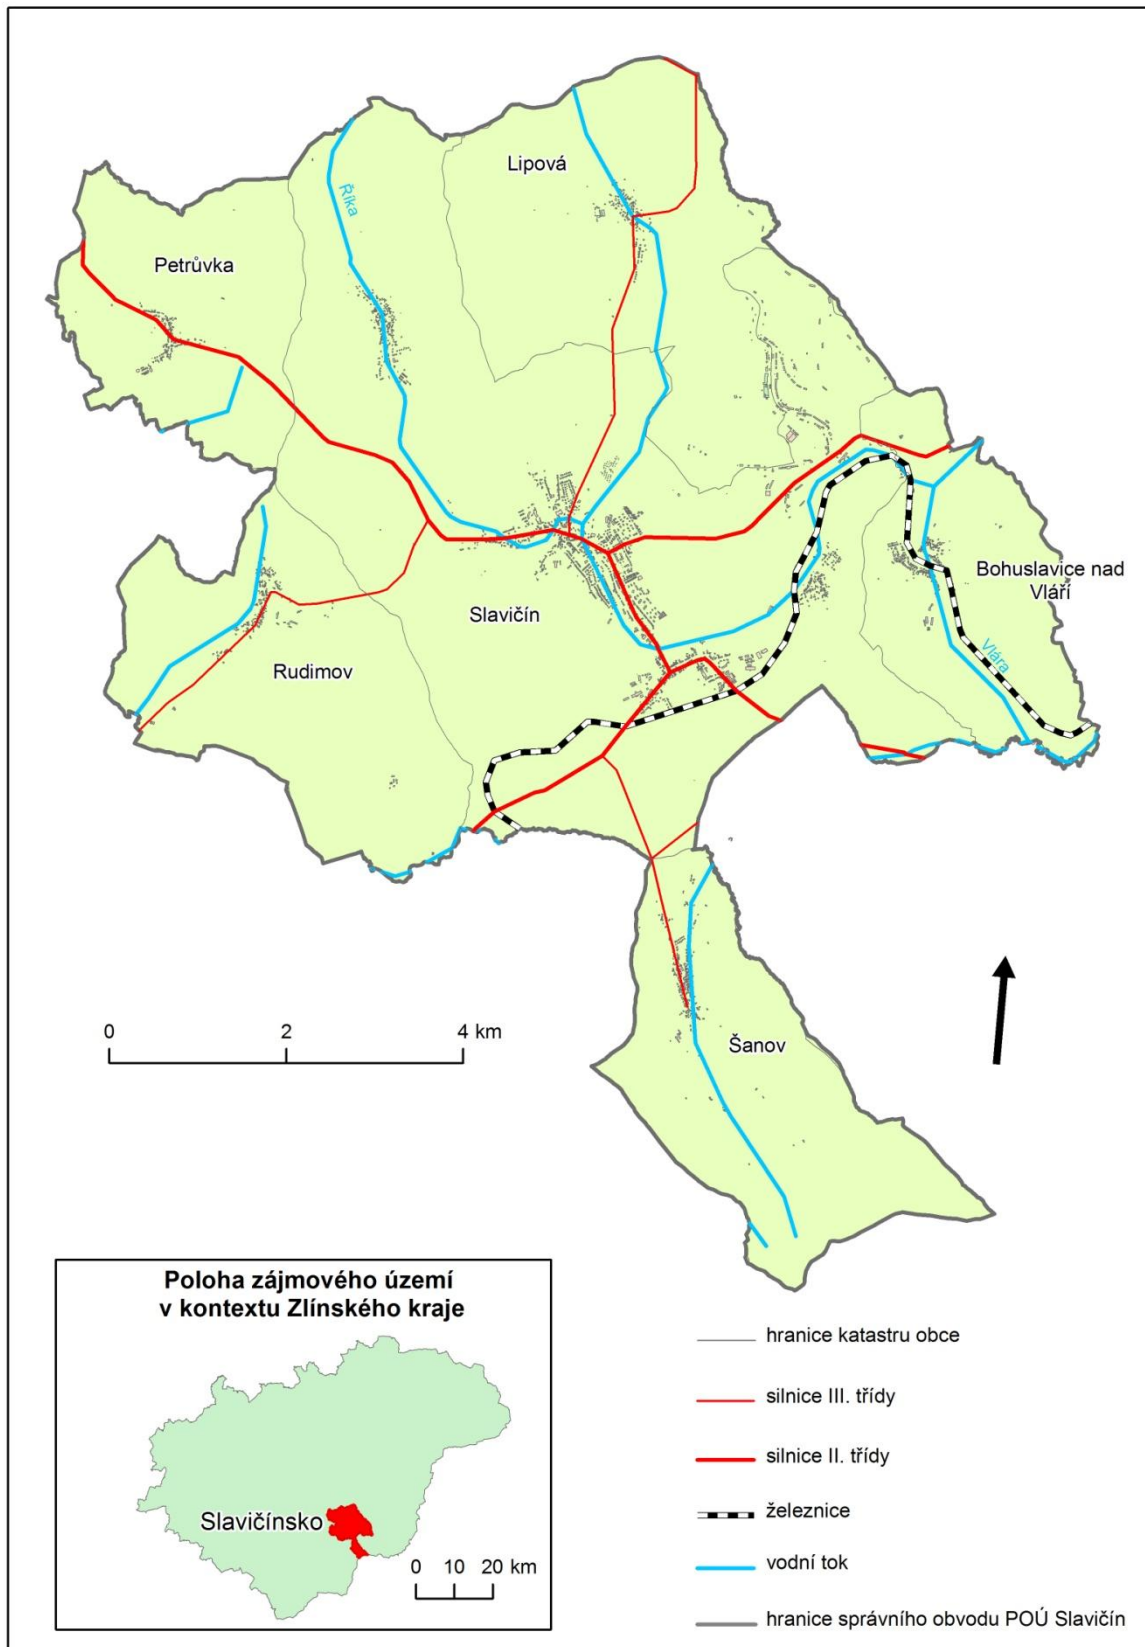 Lipová
Říka
Petrůvka
Slavičín
Bohuslavice nad
Vláří
Vlára
Rudimov
0 2 4 km
Šanov
Poloha zájmového území
v kontextu Zlínského kraje
Slavičínsko
0 10 20 km
hranice katastru obce
silnice III. třídy
silnice II. třídy
železnice
vodní tok
hranice správního obvodu POÚ Slavičín